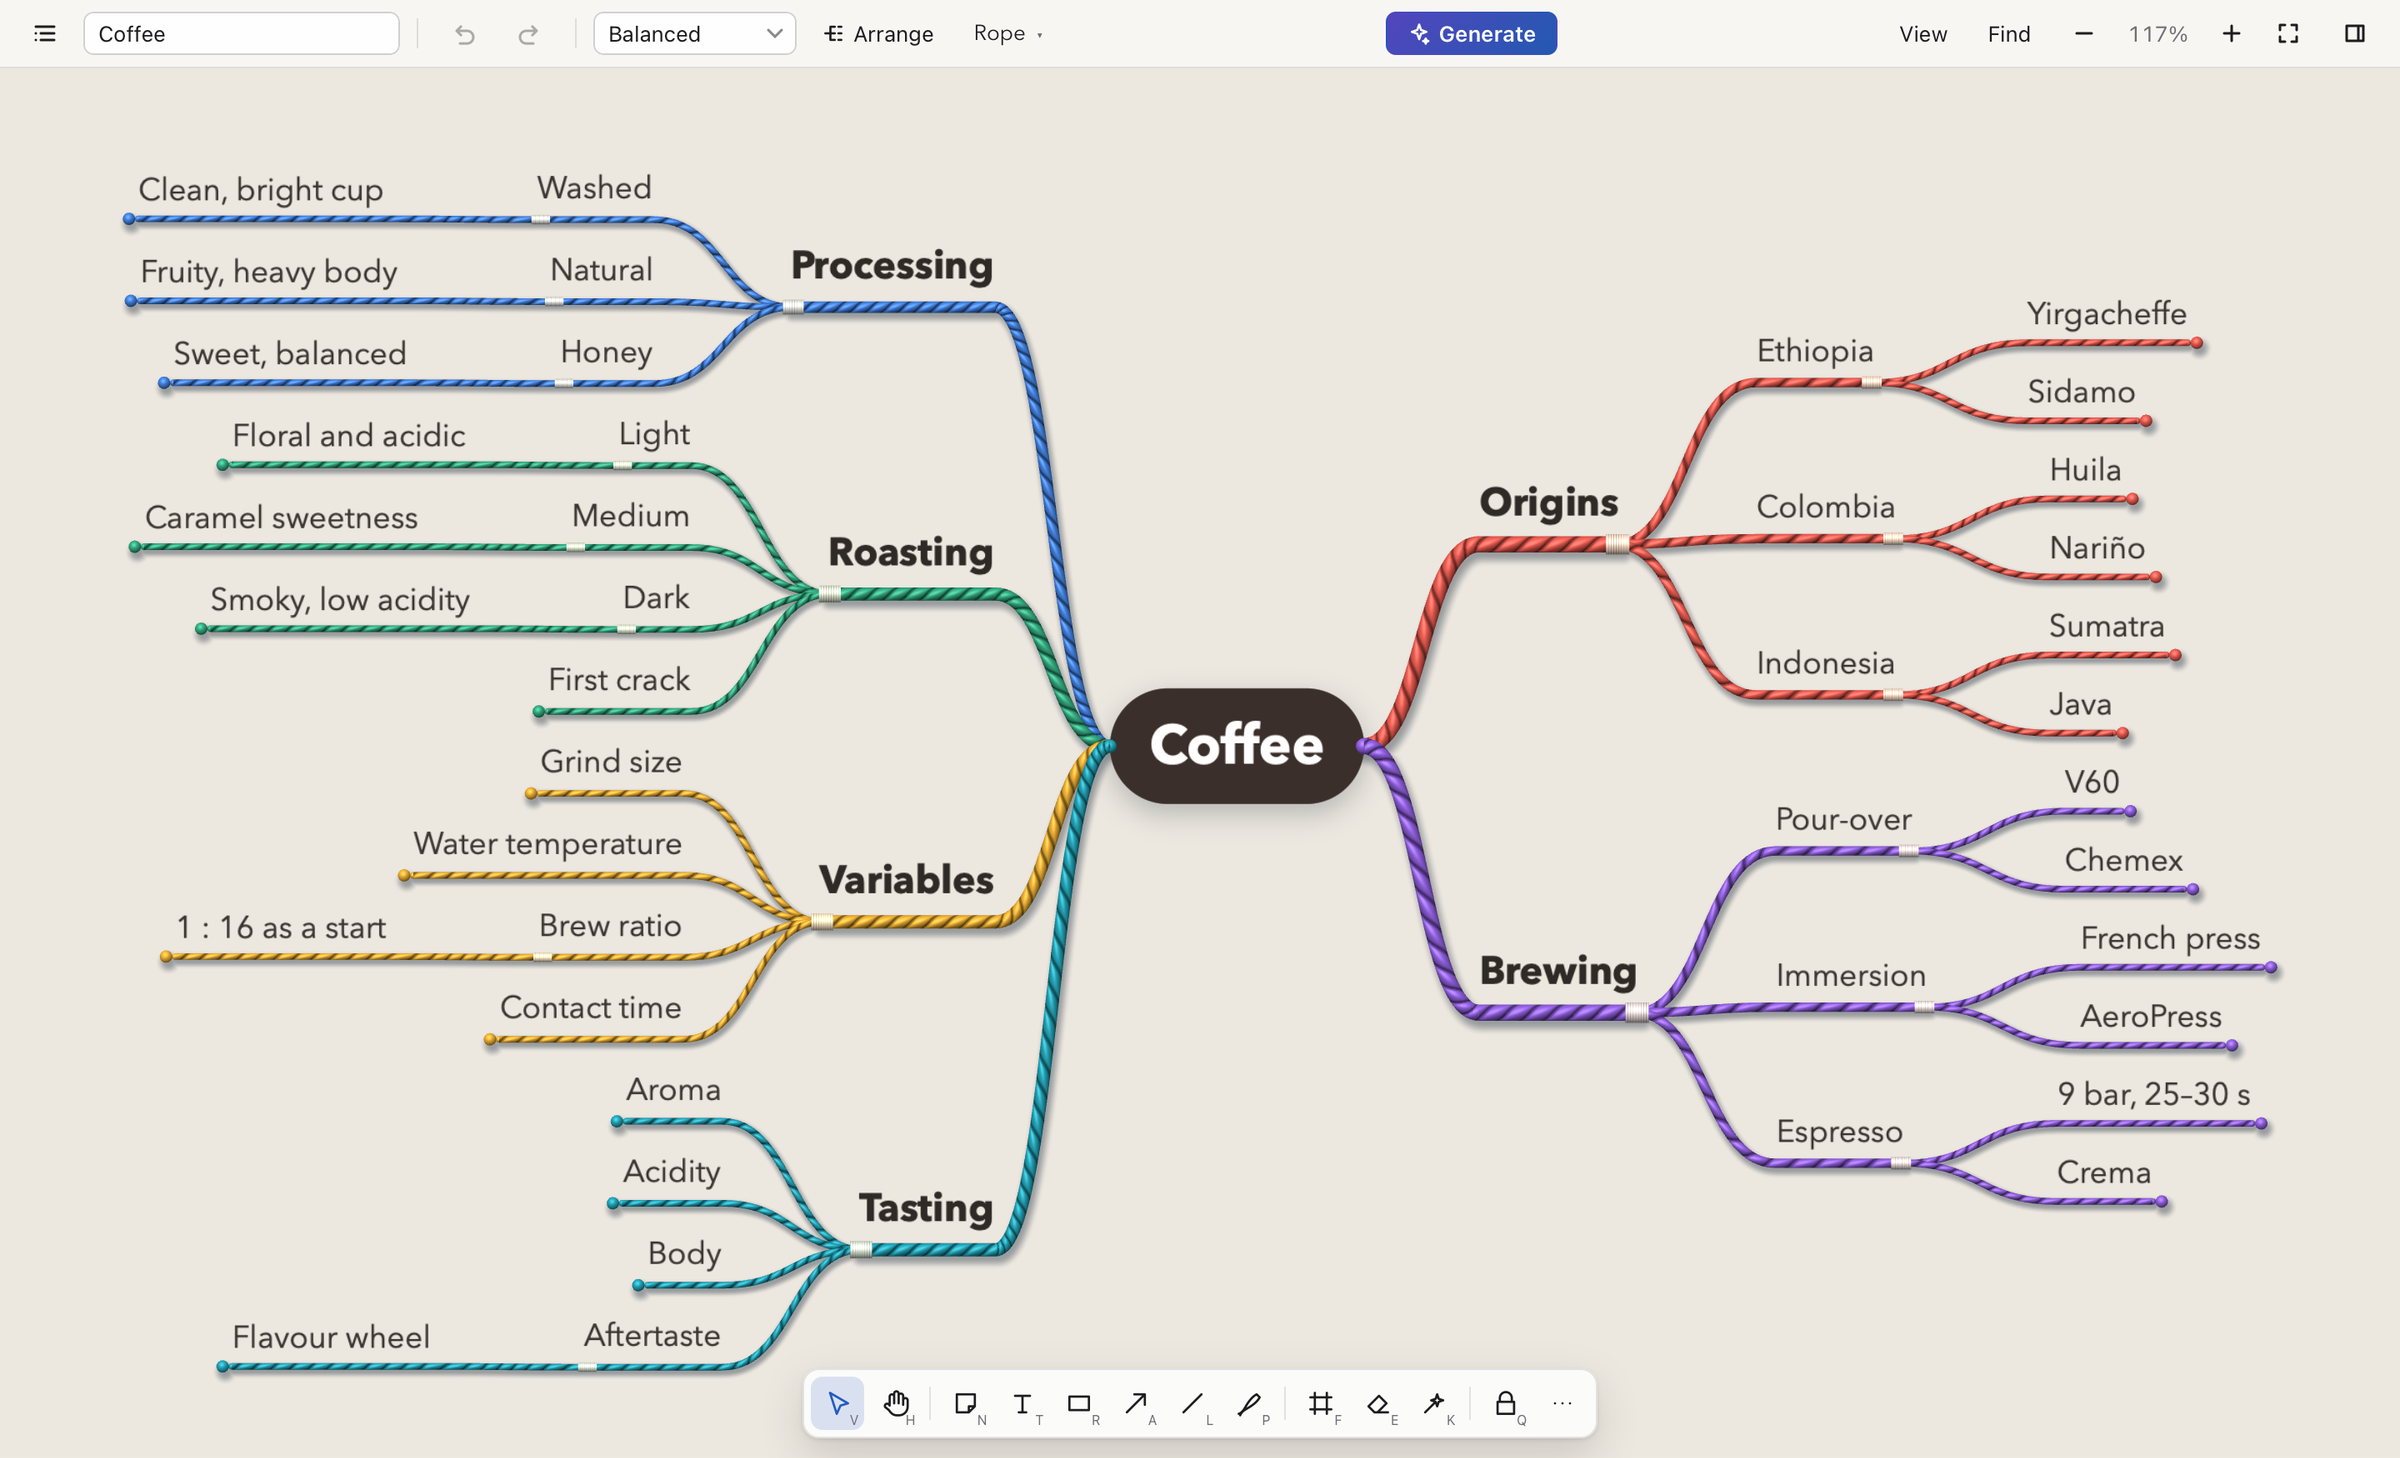 Coffee
Balanced
Arrange
Rope
Generate
View
Find
117%
Clean, bright cup
Washed
Fruity, heavy body
Natural
Sweet, balanced
Honey
Processing
Floral and acidic
Light
Caramel sweetness
Medium
Smoky, low acidity
Dark
First crack
Roasting
Grind size
Water temperature
1 : 16 as a start
Brew ratio
Contact time
Variables
Aroma
Acidity
Body
Flavour wheel
Aftertaste
Tasting
Coffee
Origins
Ethiopia
Yirgacheffe
Sidamo
Colombia
Huila
Nariño
Indonesia
Sumatra
Java
Brewing
Pour-over
V60
Chemex
Immersion
French press
AeroPress
Espresso
9 bar, 25–30 s
Crema
V
H
N
T
R
A
L
P
F
E
K
Q